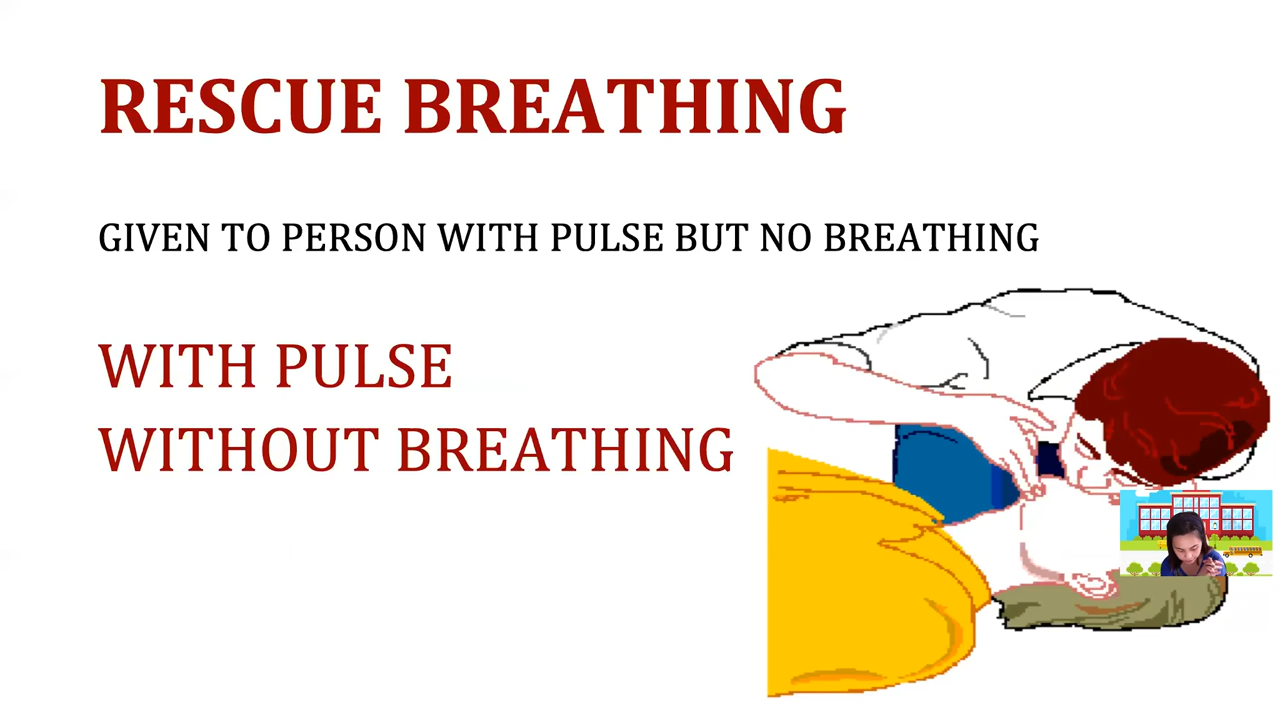 RESCUE BREATHING
GIVEN TO PERSON WITH PULSE BUT NO BREATHING
WITH PULSE
WITHOUT BREATHING